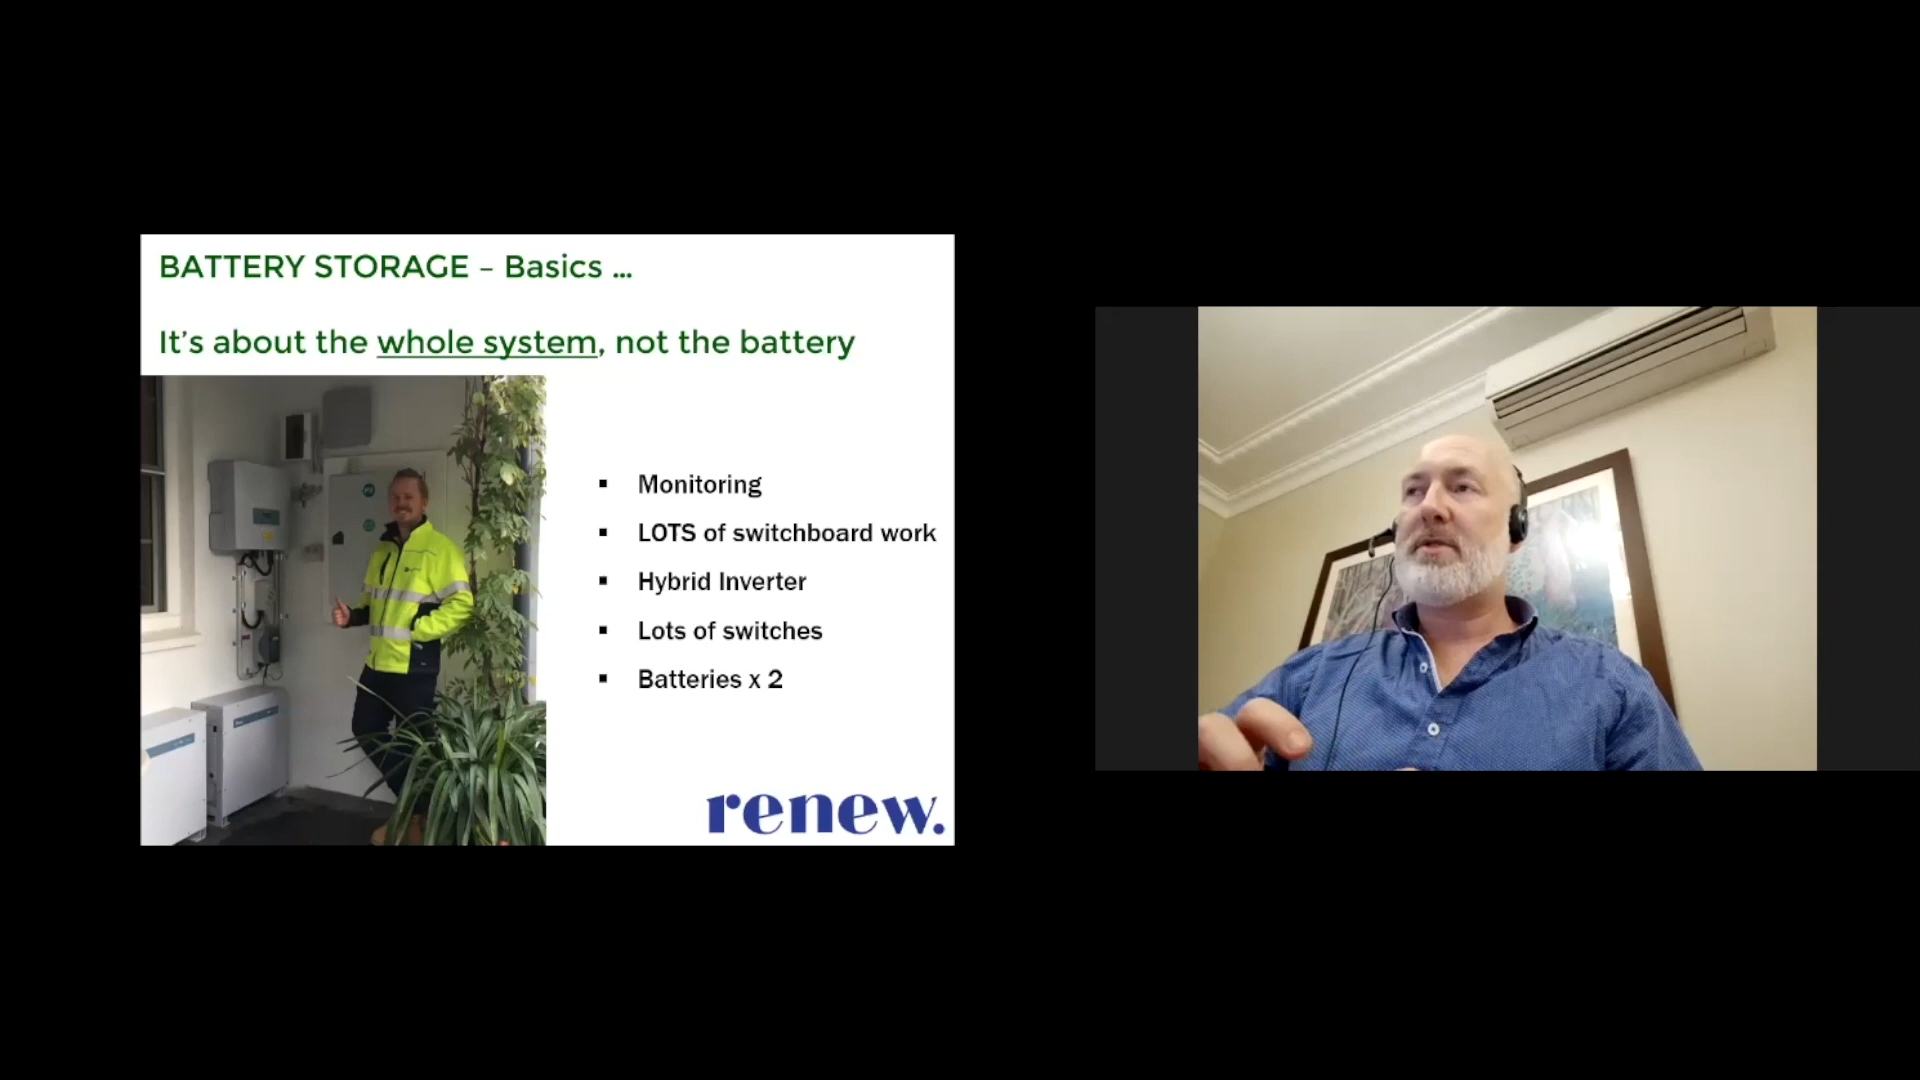 BATTERY STORAGE – Basics ...
It's about the whole system, not the battery
▪ Monitoring
▪ LOTS of switchboard work
▪ Hybrid Inverter
▪ Lots of switches
▪ Batteries x 2
renew.